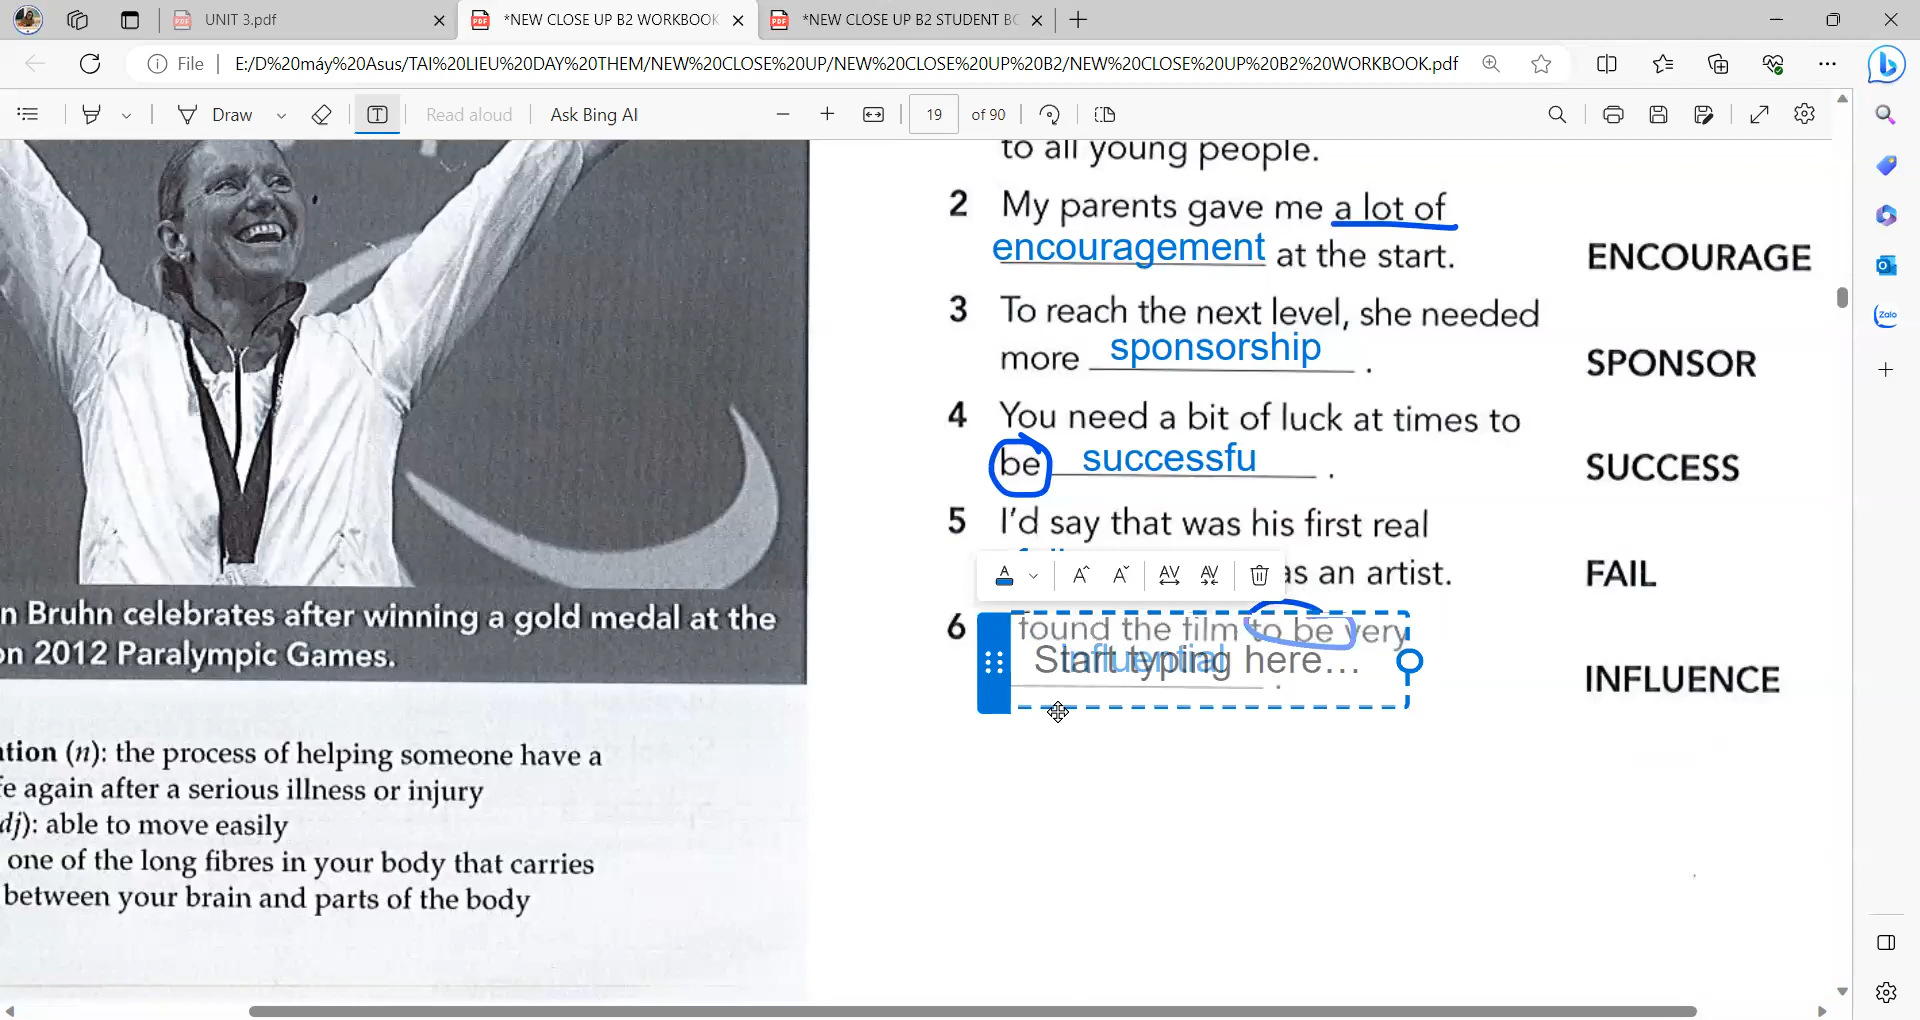 UNIT 3.pdf
*NEW CLOSE UP B2 WORKBOOK
*NEW CLOSE UP B2 STUDENT BO
File
E:/D%20máy%20Asus/TAI%20LIEU%20DAY%20THEM/NEW%20CLOSE%20UP/NEW%20CLOSE%20UP%20B2/NEW%20CLOSE%20UP%20B2%20WORKBOOK.pdf
Draw
Read aloud
Ask Bing AI
19
of 90
to all young people.
2 My parents gave me a lot of
encouragement at the start. ENCOURAGE
3 To reach the next level, she needed
more sponsorship . SPONSOR
4 You need a bit of luck at times to
be successfu . SUCCESS
5 I'd say that was his first real
as an artist. FAIL
6 found the film to be very
influential . INFLUENCE
Start typing here...
n Bruhn celebrates after winning a gold medal at the
on 2012 Paralympic Games.
ation (n): the process of helping someone have a
fe again after a serious illness or injury
dj): able to move easily
one of the long fibres in your body that carries
between your brain and parts of the body
Zalo